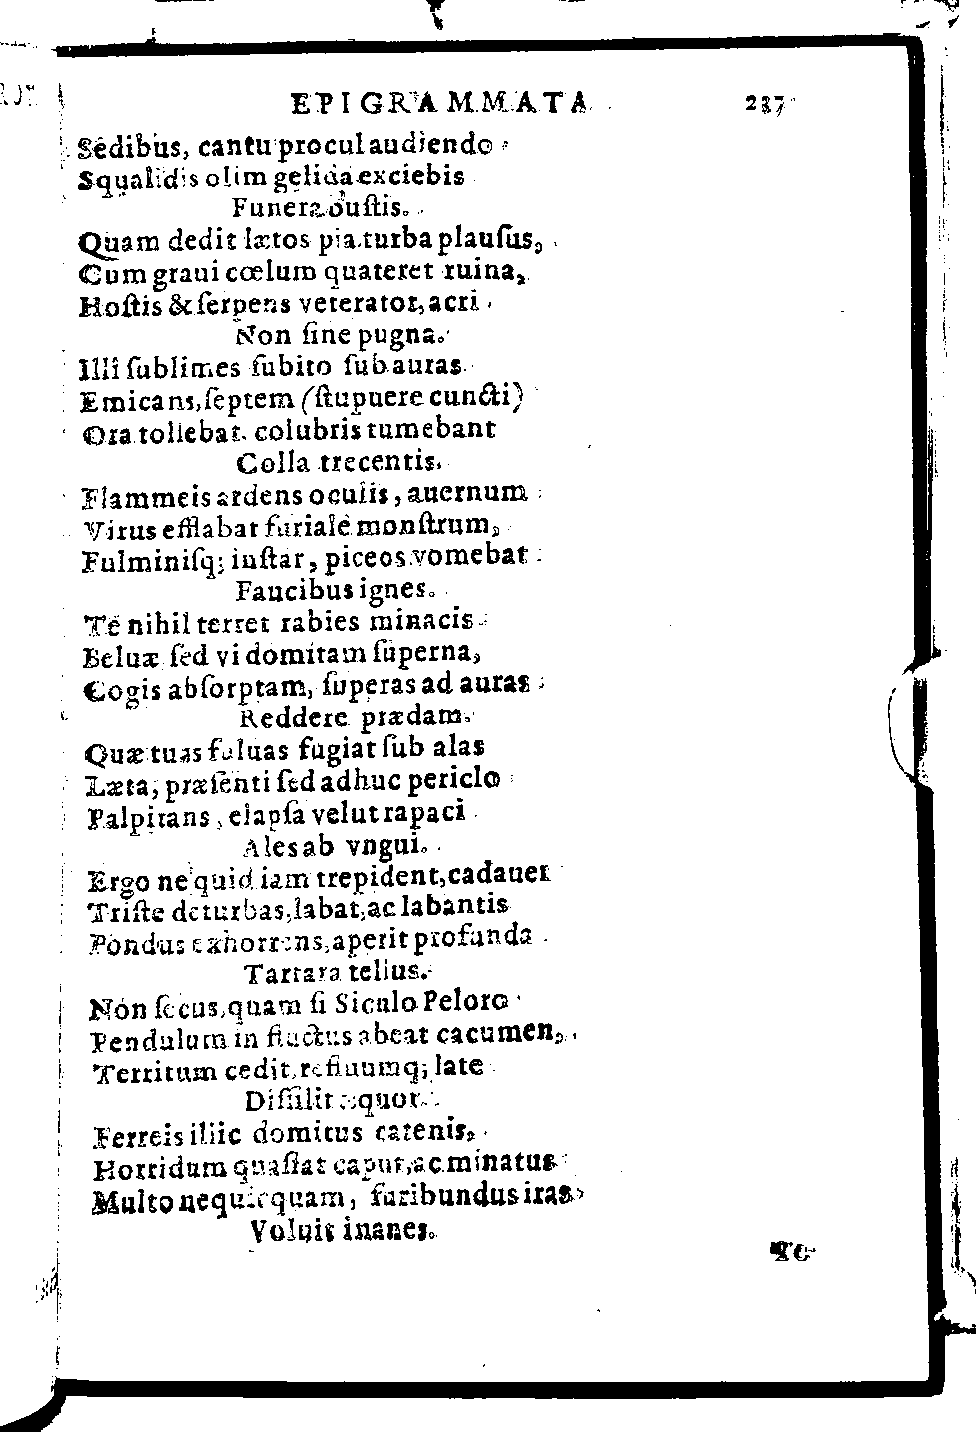 EPIGRAMMATA 237
Sedibus, cantu procul audiendo
Squalidis olim gelida exciebis
Funera bustis.
Quam dedit lætos pia turba plauſus,
Cum graui cœlum quateret ruina,
Hoſtis & ſerpens veterator, acri
Non ſine pugna.
Illi ſublimes ſubito ſub auras
Emicans, ſeptem (ſtupuere cuncti)
Ora tollebat. colubris tumebant
Colla trecentis.
Flammeis ardens oculis, auernum
Virus efflabat furiale monſtrum,
Fulminiſq; inſtar, piceos vomebat
Faucibus ignes.
Te nihil terret rabies minacis
Beluæ ſed vi domitam ſuperna,
Cogis abſorptam, ſuperas ad auras
Reddere prædam.
Quæ tuas ſaluas fugiat ſub alas
Læta, præſenti ſed adhuc periclo
Palpitans, elapſa velut rapaci
Ales ab vngui.
Ergo ne quid iam trepident, cadauer
Triſte deturbas, labat, ac labantis
Pondus exhorrens, aperit profunda
Tartara tellus.
Non ſecus, quam ſi Siculo Peloro
Pendulum in fluctus abeat cacumen,
Territum cedit, refluumq; late
Diſſilit æquor.
Ferreis illic domitus catenis,
Horridum quaſſat caput, ac minatus
Multo nequicquam, furibundus iras
Voluit inanes.
Te